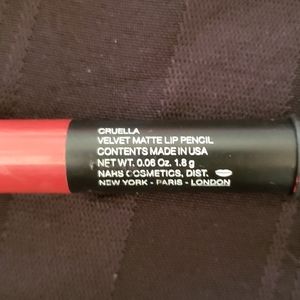 CRUELLA
VELVET MATTE LIP PENCIL
CONTENTS MADE IN USA
NET WT. 0.06 Oz. 1.8 g
NARS COSMETICS, DIST.
NEW YORK - PARIS - LONDON